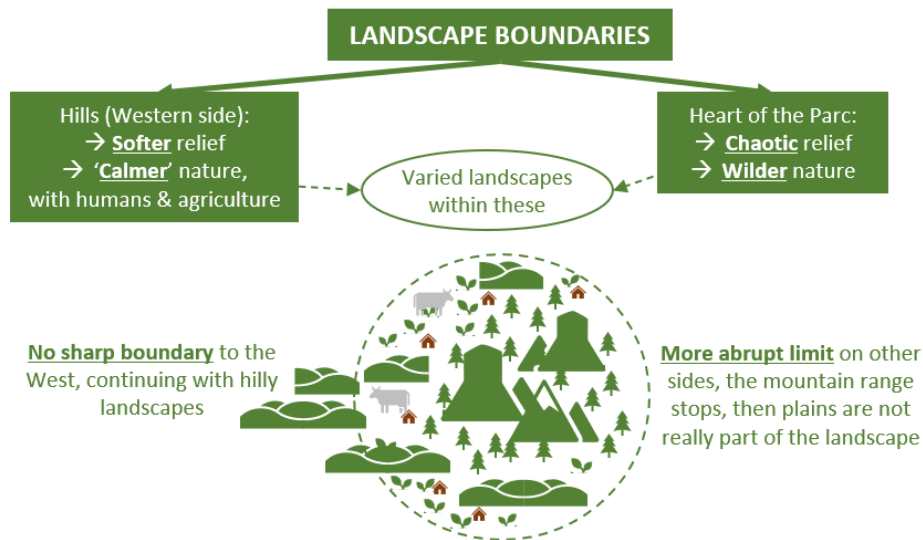 LANDSCAPE BOUNDARIES
Hills (Western side):
→ Softer relief
→ ‘Calmer’ nature,
with humans & agriculture
Heart of the Parc:
→ Chaotic relief
→ Wilder nature
Varied landscapes
within these
No sharp boundary to the
West, continuing with hilly
landscapes
More abrupt limit on other
sides, the mountain range
stops, then plains are not
really part of the landscape